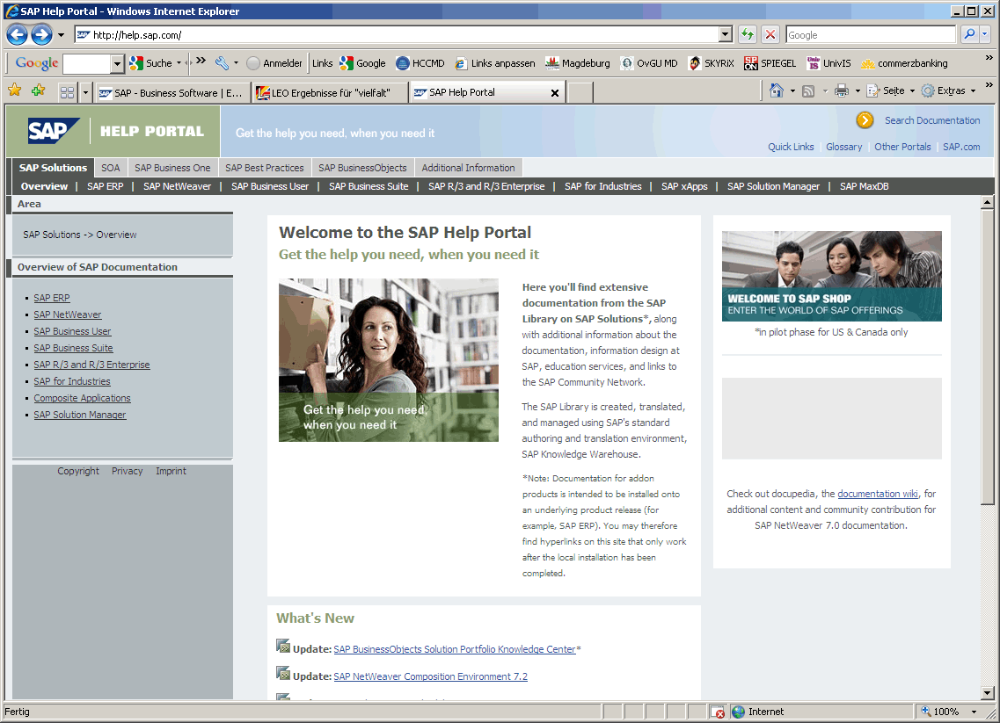 SAP Help Portal - Windows Internet Explorer
http://help.sap.com/
Google
Google
Suche
Anmelder
Links
Google
HCCMD
Links anpassen
Magdeburg
OvGU MD
SKYRiX
SPIEGEL
UnivIS
commerzbanking
SAP - Business Software | E...
LEO Ergebnisse für "vielfalt"
SAP Help Portal
Seite
Extras
SAP
HELP PORTAL
Get the help you need, when you need it
Search Documentation
Quick Links | Glossary | Other Portals | SAP.com
SAP Solutions
SOA
SAP Business One
SAP Best Practices
SAP BusinessObjects
Additional Information
Overview | SAP ERP | SAP NetWeaver | SAP Business User | SAP Business Suite | SAP R/3 and R/3 Enterprise | SAP for Industries | SAP xApps | SAP Solution Manager | SAP MaxDB
Area
SAP Solutions -> Overview
Overview of SAP Documentation
SAP ERP
SAP NetWeaver
SAP Business User
SAP Business Suite
SAP R/3 and R/3 Enterprise
SAP for Industries
Composite Applications
SAP Solution Manager
Copyright Privacy Imprint
Welcome to the SAP Help Portal
Get the help you need, when you need it
Get the help you need,
when you need it
Here you'll find extensive
documentation from the SAP
Library on SAP Solutions*, along
with additional information about the
documentation, information design at
SAP, education services, and links to
the SAP Community Network.
The SAP Library is created, translated,
and managed using SAP's standard
authoring and translation environment,
SAP Knowledge Warehouse.
*Note: Documentation for addon
products is intended to be installed onto
an underlying product release (for
example, SAP ERP). You may therefore
find hyperlinks on this site that only work
after the local installation has been
completed.
WELCOME TO SAP SHOP
ENTER THE WORLD OF SAP OFFERINGS
*in pilot phase for US & Canada only
Check out docupedia, the documentation wiki, for
additional content and community contribution for
SAP NetWeaver 7.0 documentation.
What's New
Update: SAP BusinessObjects Solution Portfolio Knowledge Center*
Update: SAP NetWeaver Composition Environment 7.2
Fertig
Internet
100%